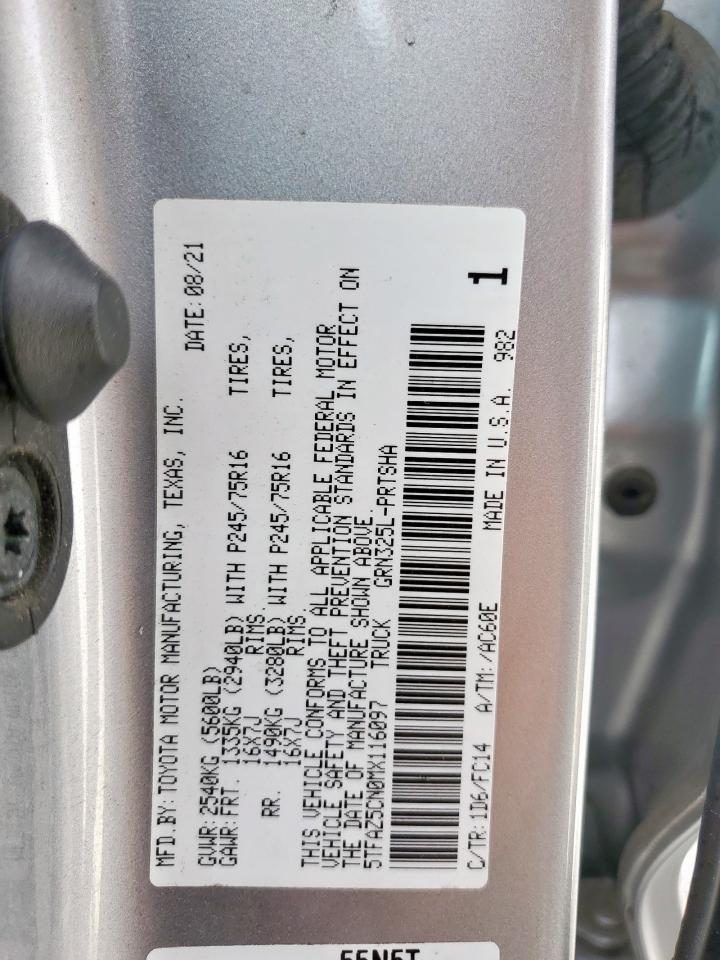 MFD.BY:TOYOTA MOTOR MANUFACTURING, TEXAS, INC.
DATE:08/21
GVWR:2540KG (5600LB)
GAWR:FRT. 1335KG (2940LB) WITH P245/75R16 TIRES,
16X7J RIMS.
RR. 1490KG (3280LB) WITH P245/75R16 TIRES,
16X7J RIMS.
THIS VEHICLE CONFORMS TO ALL APPLICABLE FEDERAL MOTOR
VEHICLE SAFETY AND THEFT PREVENTION STANDARDS IN EFFECT ON
THE DATE OF MANUFACTURE SHOWN ABOVE.
5TFAZ5CN0MX116097 TRUCK GRN325L-PRTSHA
1
C/TR:1D6/FC14 A/TM:/AC60E MADE IN U.S.A. 982